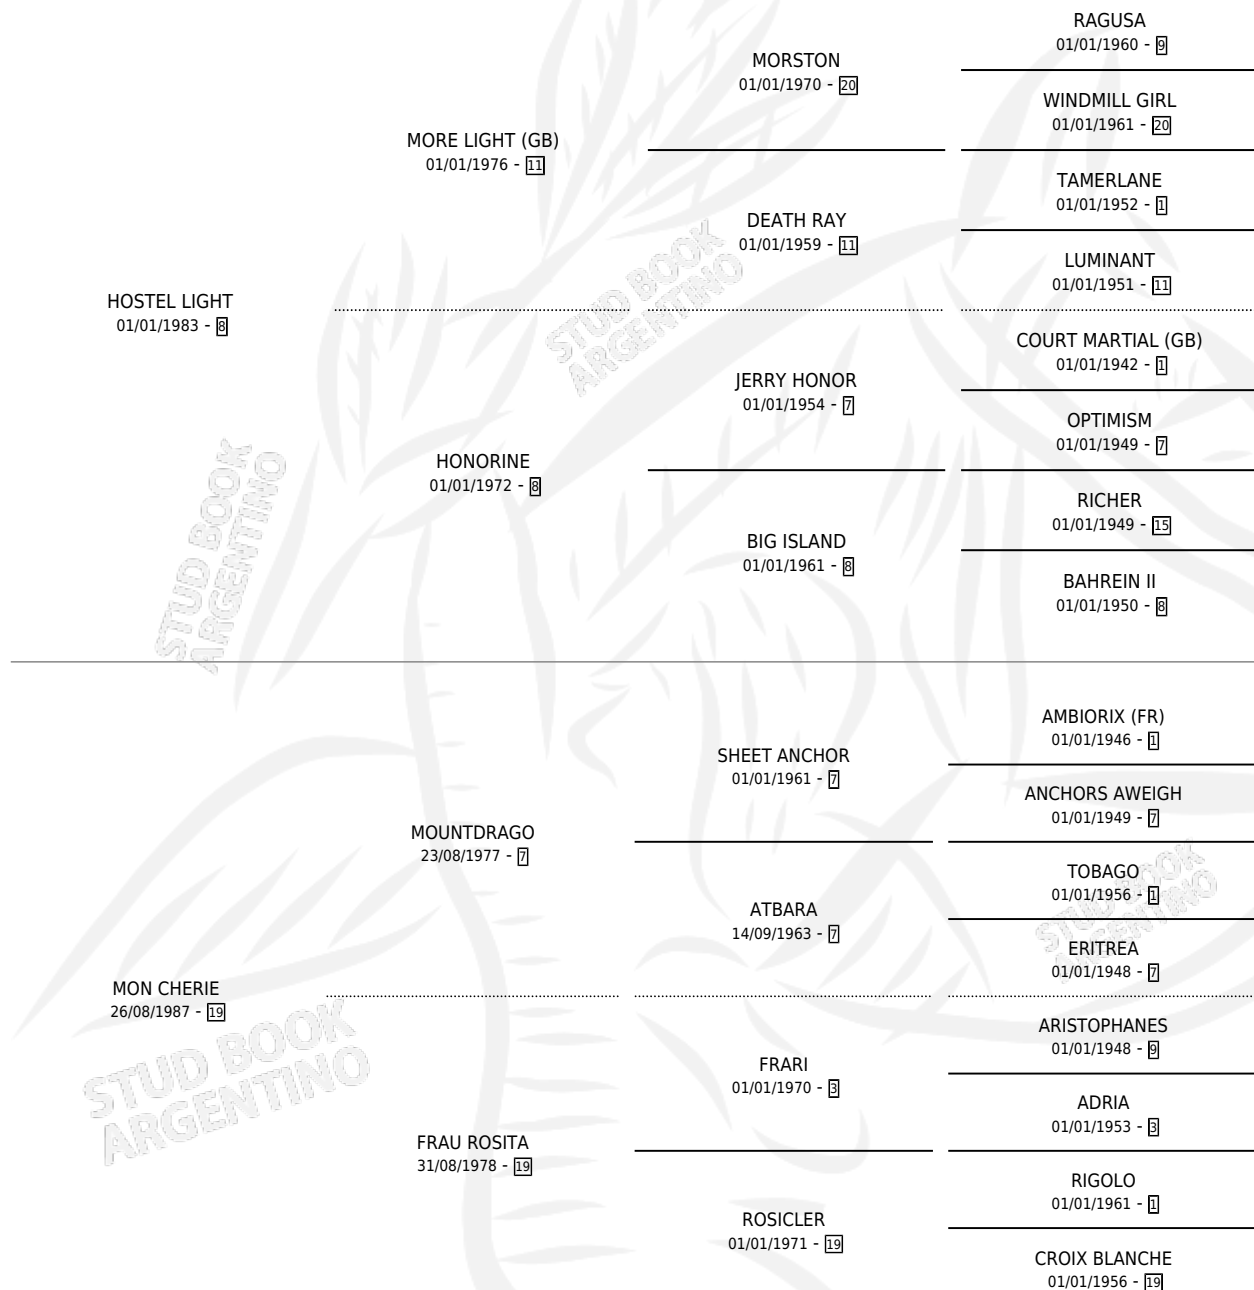 RAGUSA
01/01/1960 - 9
MORSTON
01/01/1970 - 20
WINDMILL GIRL
01/01/1961 - 20
MORE LIGHT (GB)
01/01/1976 - 11
TAMERLANE
01/01/1952 - 1
DEATH RAY
01/01/1959 - 11
LUMINANT
01/01/1951 - 11
HOSTEL LIGHT
01/01/1983 - 8
COURT MARTIAL (GB)
01/01/1942 - 1
JERRY HONOR
01/01/1954 - 7
OPTIMISM
01/01/1949 - 7
HONORINE
01/01/1972 - 8
RICHER
01/01/1949 - 15
BIG ISLAND
01/01/1961 - 8
BAHREIN II
01/01/1950 - 8
AMBIORIX (FR)
01/01/1946 - 1
SHEET ANCHOR
01/01/1961 - 7
ANCHORS AWEIGH
01/01/1949 - 7
MOUNTDRAGO
23/08/1977 - 7
TOBAGO
01/01/1956 - 1
ATBARA
14/09/1963 - 7
ERITREA
01/01/1948 - 7
MON CHERIE
26/08/1987 - 19
ARISTOPHANES
01/01/1948 - 9
FRARI
01/01/1970 - 3
ADRIA
01/01/1953 - 3
FRAU ROSITA
31/08/1978 - 19
RIGOLO
01/01/1961 - 1
ROSICLER
01/01/1971 - 19
CROIX BLANCHE
01/01/1956 - 19
STUD BOOK
ARGENTINO
STUD BOOK
ARGENTINO
STUD BOOK
ARGENTINO
STUD BOOK
ARGENTINO